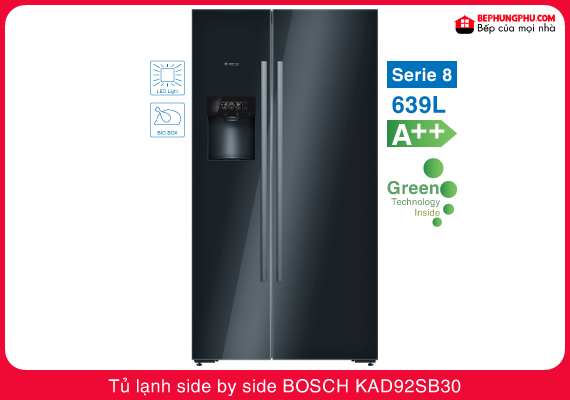 BEPHUNGPHU.COM
Bếp của mọi nhà
LED Light
BIG BOX
Serie 8
639L
A++
Green
Technology
Inside
Tủ lạnh side by side BOSCH KAD92SB30